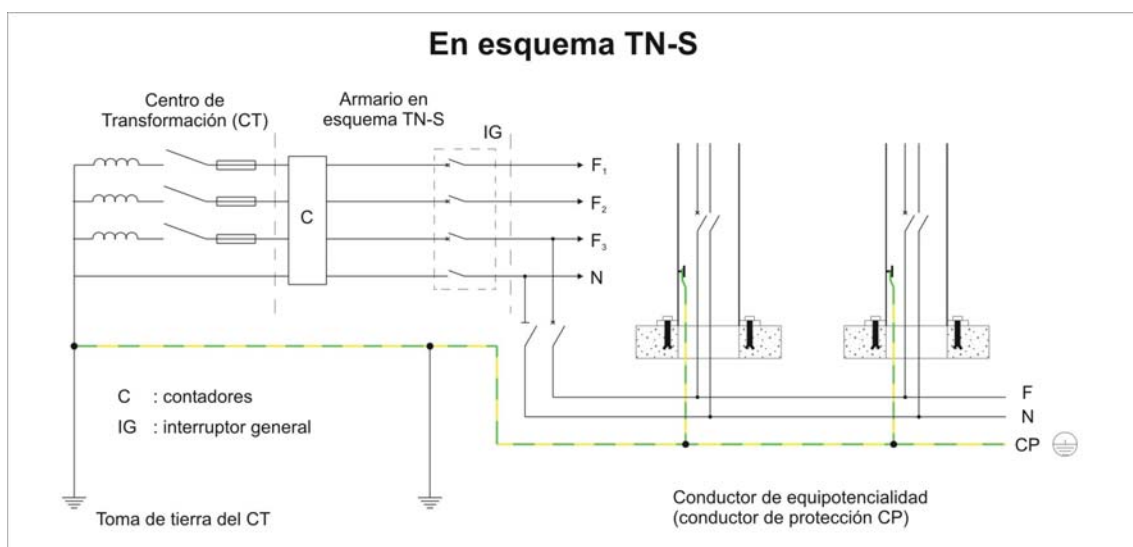 En esquema TN-S
Centro de
Transformación (CT)
Armario en
esquema TN-S
IG
F₁
F₂
F₃
N
C
C : contadores
IG : interruptor general
Toma de tierra del CT
F
N
CP
Conductor de equipotencialidad
(conductor de protección CP)